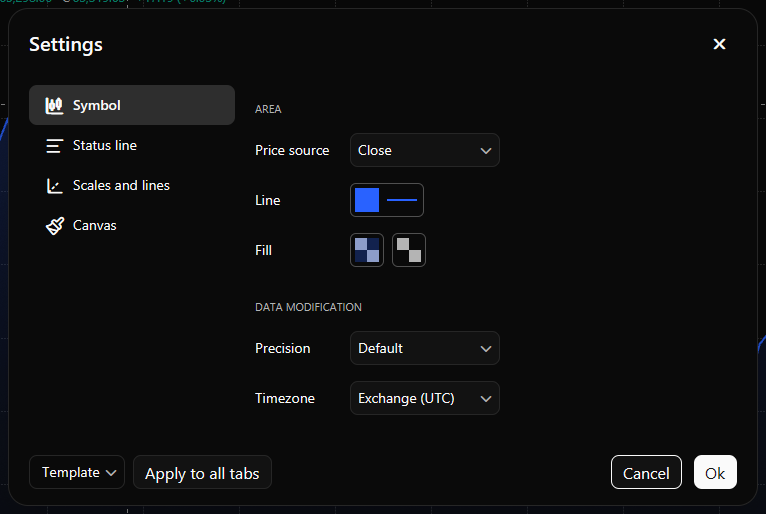 Settings
Symbol
Status line
Scales and lines
Canvas
AREA
Price source
Close
Line
Fill
DATA MODIFICATION
Precision
Default
Timezone
Exchange (UTC)
Template
Apply to all tabs
Cancel
Ok